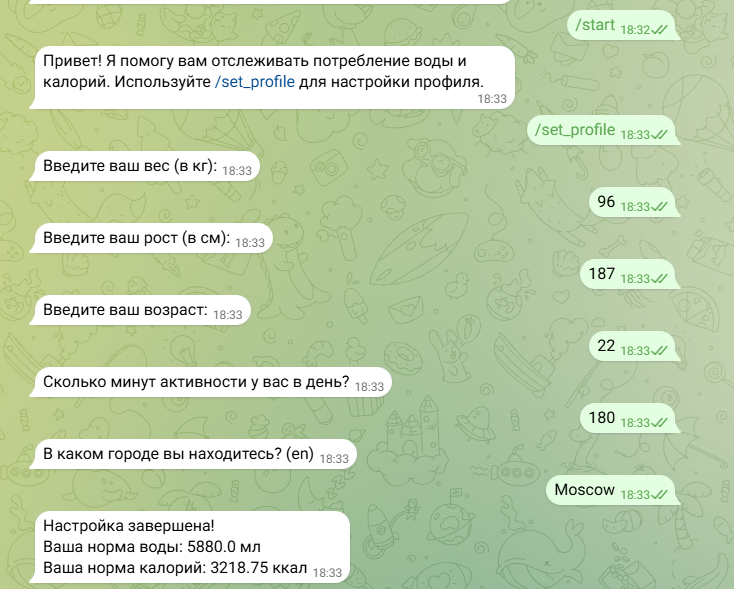 /start 18:32
Привет! Я помогу вам отслеживать потребление воды и
калорий. Используйте /set_profile для настройки профиля.
18:33
/set_profile 18:33
Введите ваш вес (в кг): 18:33
96 18:33
Введите ваш рост (в см): 18:33
187 18:33
Введите ваш возраст: 18:33
22 18:33
Сколько минут активности у вас в день? 18:33
180 18:33
В каком городе вы находитесь? (en) 18:33
Moscow 18:33
Настройка завершена!
Ваша норма воды: 5880.0 мл
Ваша норма калорий: 3218.75 ккал 18:33